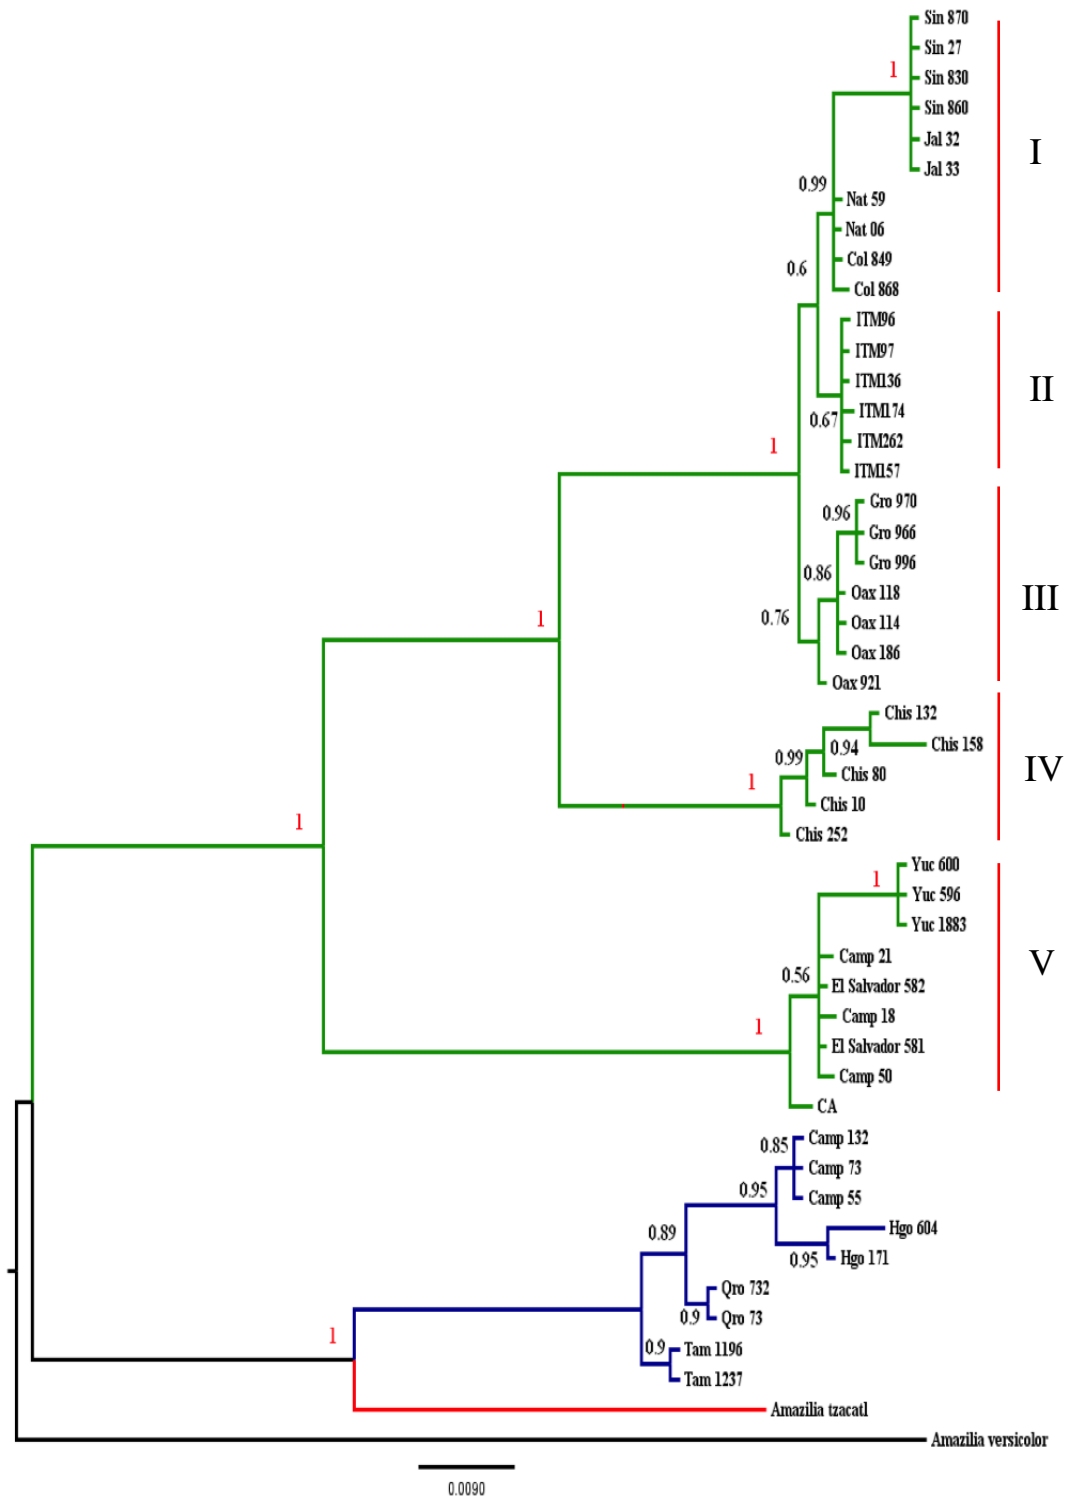 Sin 870
Sin 27
1
Sin 830
Sin 860
Jal 32
I
Jal 33
0.99
Nat 59
Nat 06
Col 849
0.6
Col 868
ITM96
ITM97
ITM136
II
ITM174
0.67
ITM262
1
ITM157
Gro 970
0.96
Gro 966
Gro 996
0.86
Oax 118
III
0.76
Oax 114
1
Oax 186
Oax 921
Chis 132
Chis 158
0.94
0.99
IV
Chis 80
1
Chis 10
1
Chis 252
Yuc 600
1
Yuc 596
Yuc 1883
Camp 21
V
0.56
El Salvador 582
Camp 18
1
El Salvador 581
Camp 50
CA
Camp 132
0.85
Camp 73
0.95
Camp 55
Hgo 604
0.89
0.95
Hgo 171
Qro 732
0.9
Qro 73
1
0.9
Tam 1196
Tam 1237
Amazilia tzacatl
Amazilia versicolor
0.0090